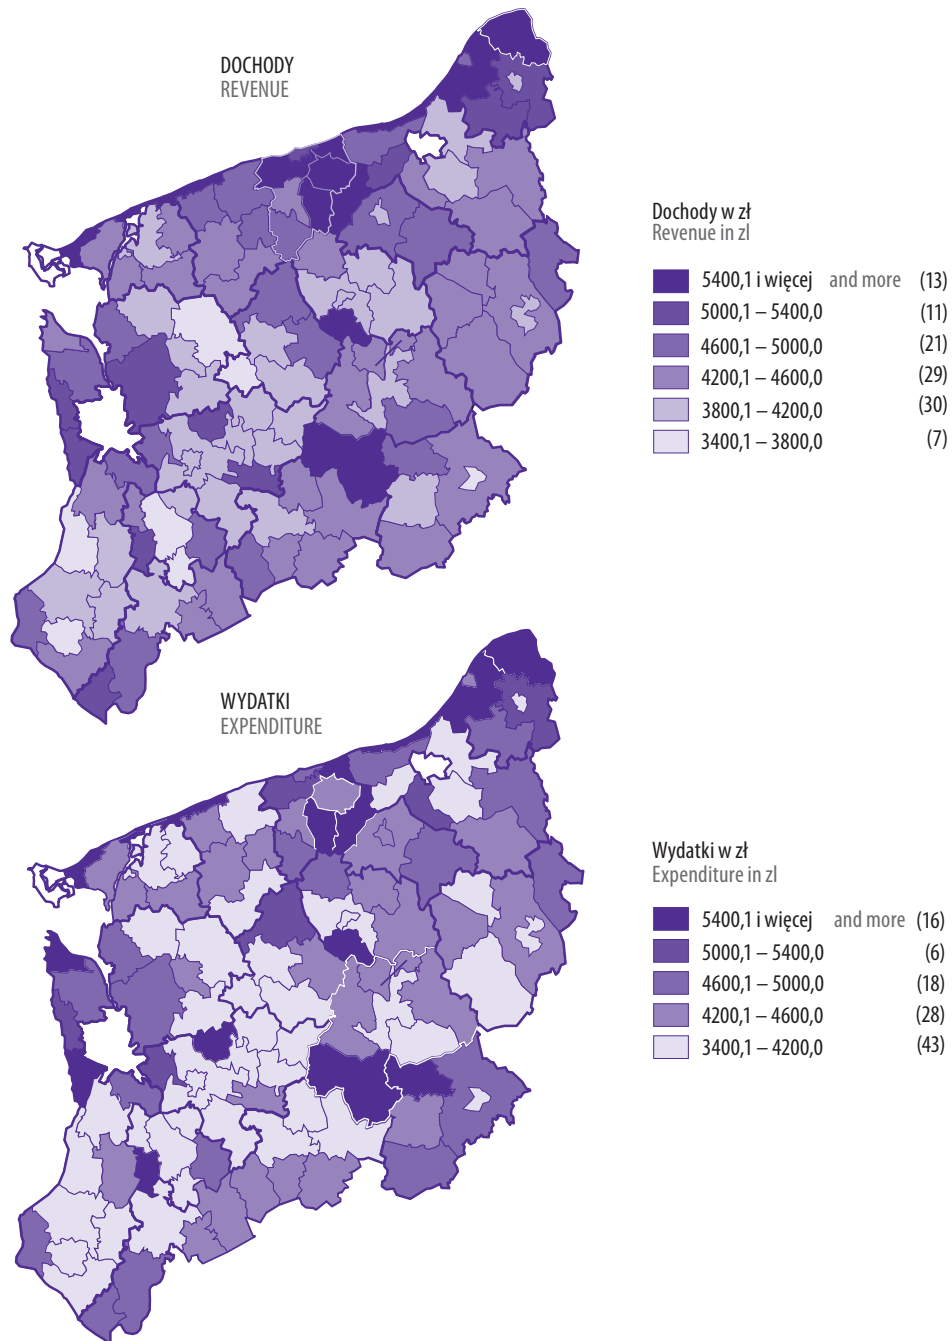 DOCHODY
REVENUE
Dochody w zł
Revenue in zl
5400,1 i więcej and more (13)
5000,1 – 5400,0 (11)
4600,1 – 5000,0 (21)
4200,1 – 4600,0 (29)
3800,1 – 4200,0 (30)
3400,1 – 3800,0 (7)
WYDATKI
EXPENDITURE
Wydatki w zł
Expenditure in zl
5400,1 i więcej and more (16)
5000,1 – 5400,0 (6)
4600,1 – 5000,0 (18)
4200,1 – 4600,0 (28)
3400,1 – 4200,0 (43)